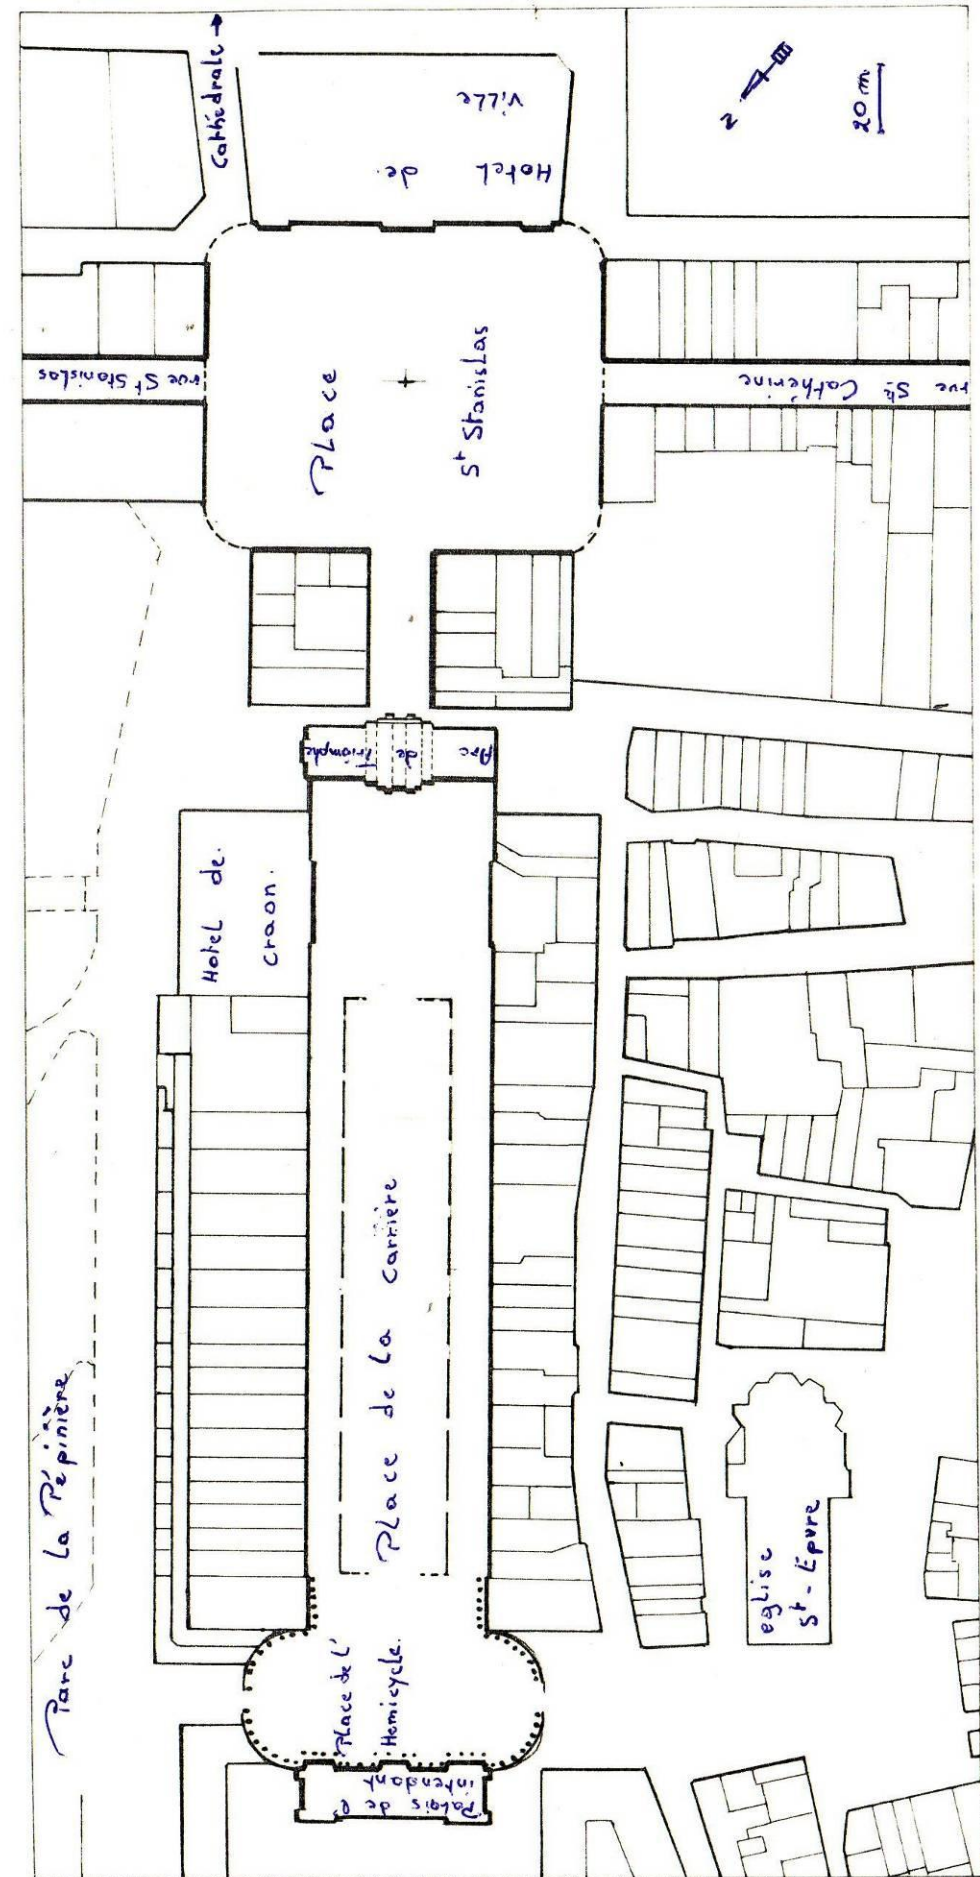 Cathédrale →
Hotel de
Ville
N
20 m.
rue St Stanislas
Place
St Stanislas
rue Ste Cathérine
Arc de Triomphe
Hotel de
Craon.
Place de la Carrière
Parc de la Pépinière
eglise
St - Epvre
Place de l'
Hemicycle.
Palais de l'
intendant